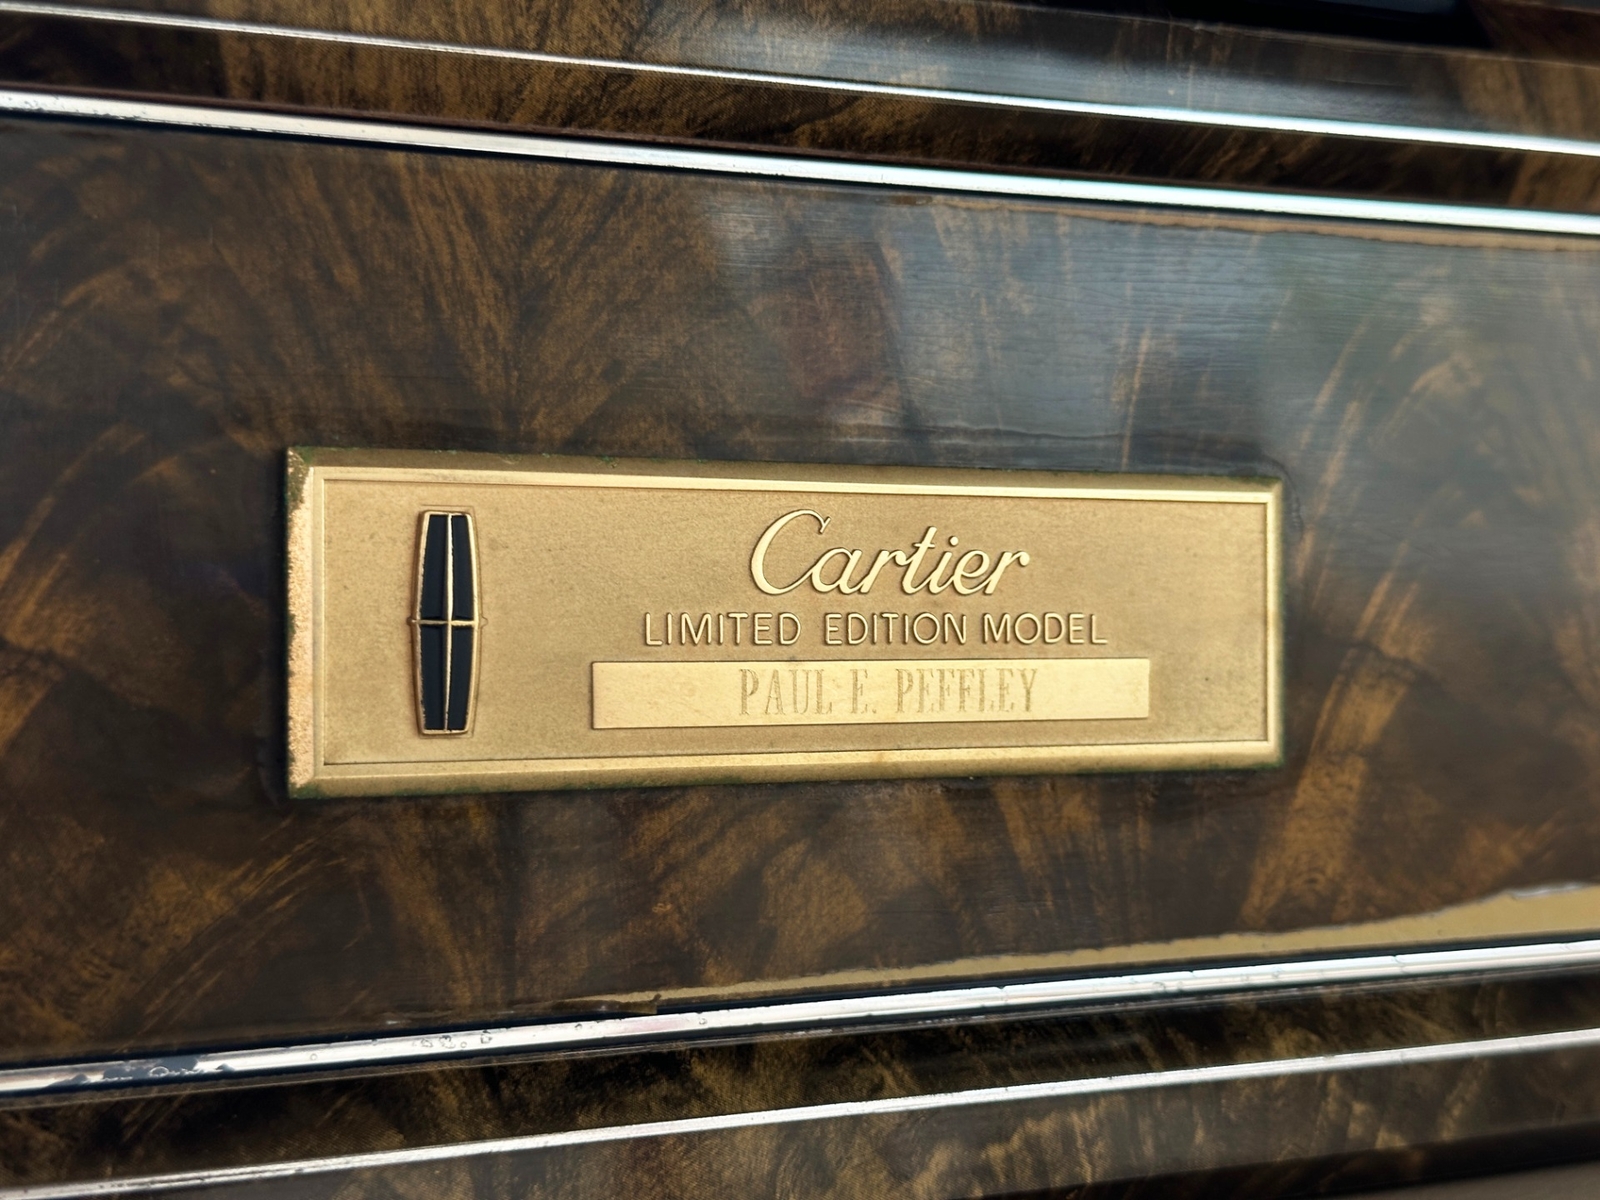 Cartier
LIMITED EDITION MODEL
PAUL E. PEFFLEY